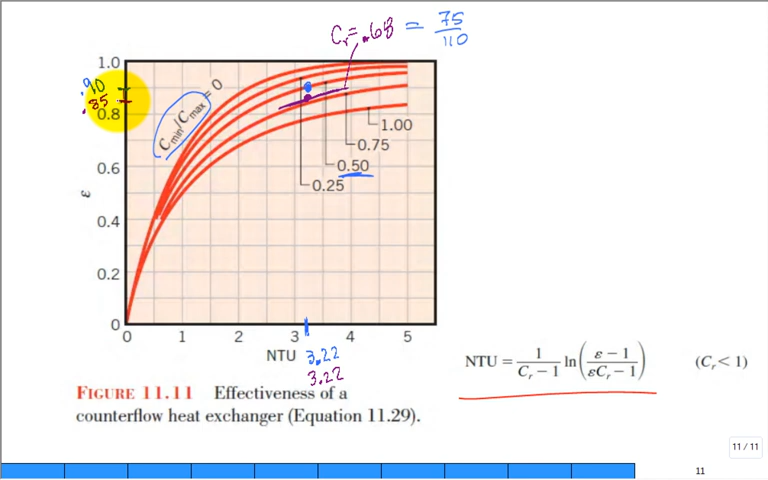 Cr = .68 = 75/110
1.0
.90
.85
0.8
0.6
0.4
0.2
0
ε
Cmin/Cmax = 0
1.00
0.75
0.50
0.25
0 1 2 3 4 5
NTU 3.22
3.22
FIGURE 11.11 Effectiveness of a
counterflow heat exchanger (Equation 11.29).
NTU = 1/(Cr − 1) ln((ε − 1)/(εCr − 1)) (Cr < 1)
11 / 11
11